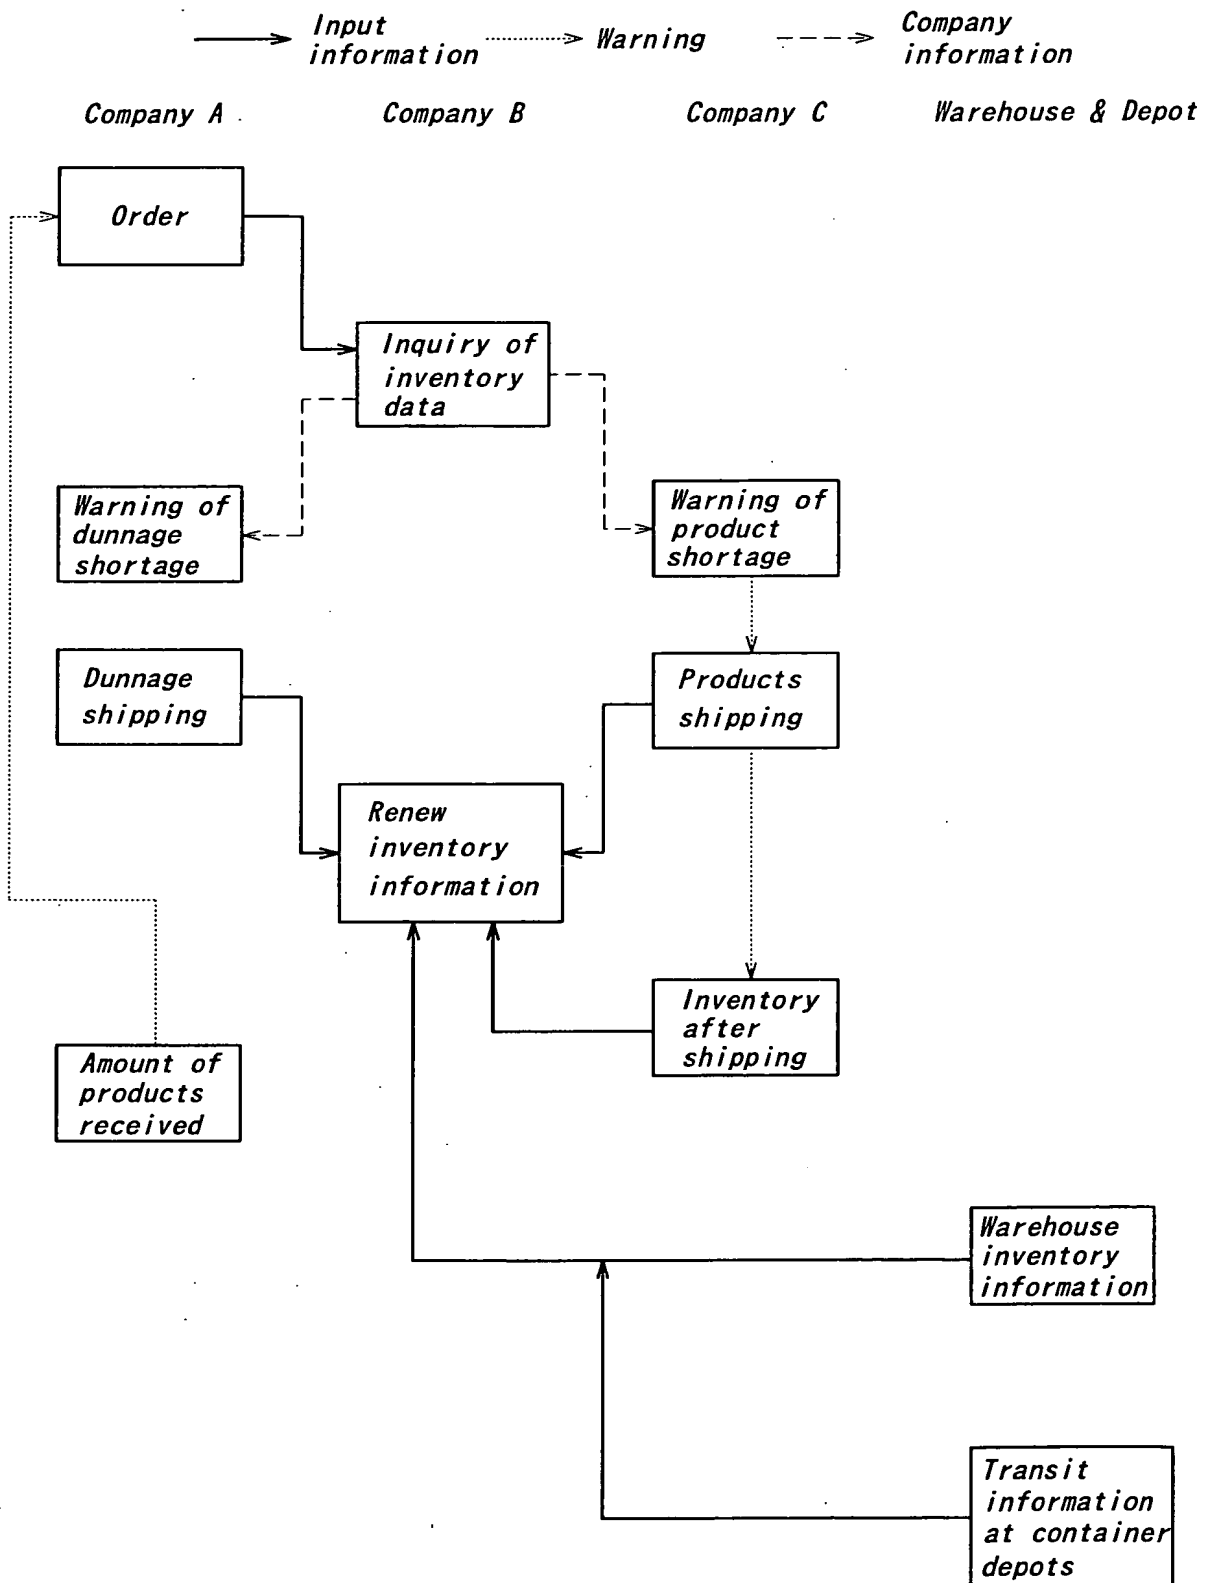 Input
information
Warning
Company
information
Company A
Company B
Company C
Warehouse & Depot
Order
Inquiry of
inventory
data
Warning of
dunnage
shortage
Warning of
product
shortage
Dunnage
shipping
Products
shipping
Renew
inventory
information
Inventory
after
shipping
Amount of
products
received
Warehouse
inventory
information
Transit
information
at container
depots